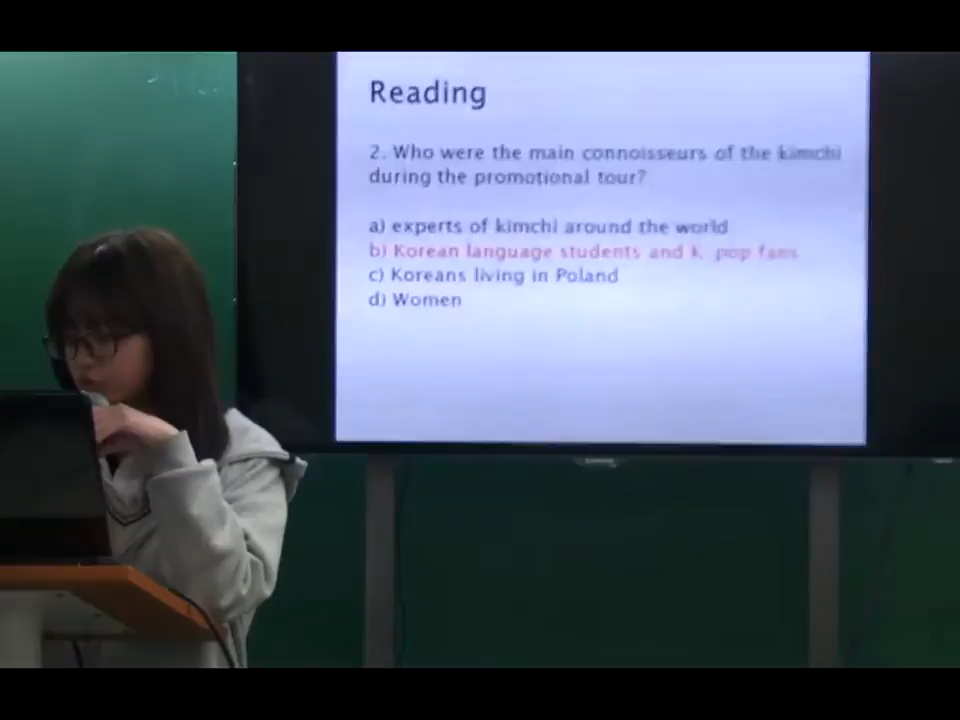 Reading
2. Who were the main connoisseurs of the kimchi
during the promotional tour?
a) experts of kimchi around the world
b) Korean language students and k. pop fans
c) Koreans living in Poland
d) Women